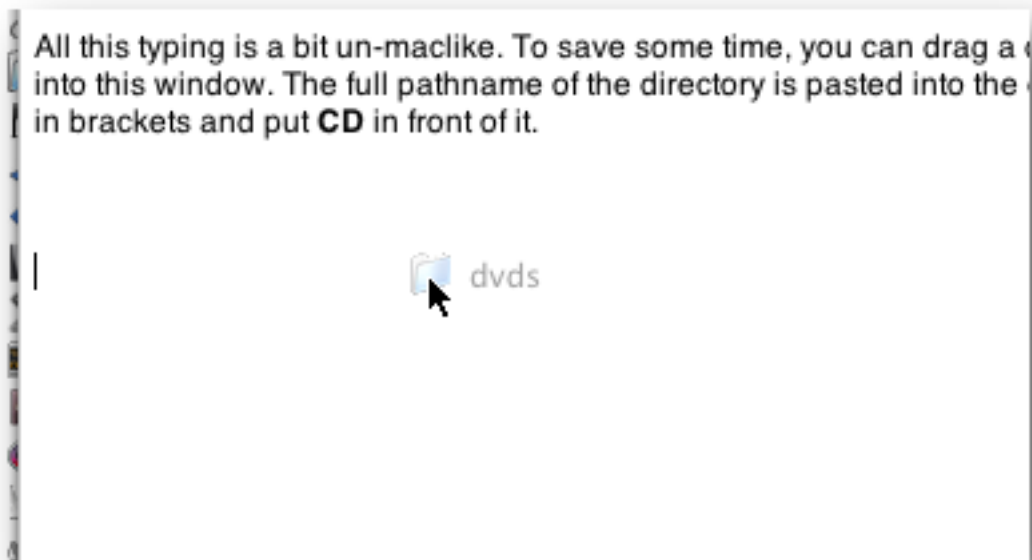 All this typing is a bit un-maclike. To save some time, you can drag a
into this window. The full pathname of the directory is pasted into the
in brackets and put CD in front of it.
dvds